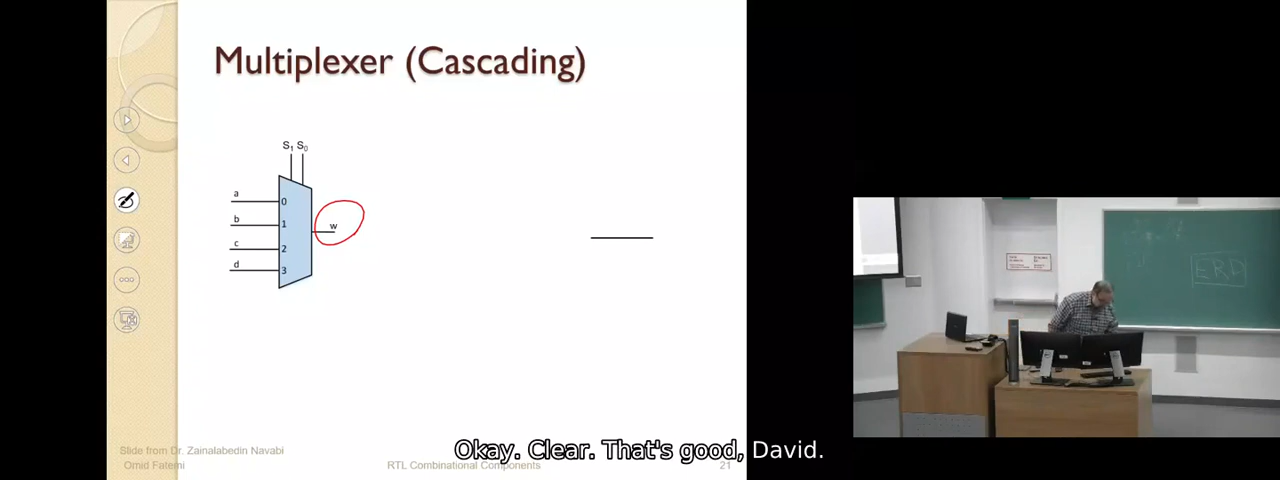 Multiplexer (Cascading)
S1 S0
a
0
b
1
w
c
2
d
3
ERD
Okay. Clear. That's good, David.
Slide from Dr. Zainalabedin Navabi
Omid Fatemi
RTL Combinational Components
21